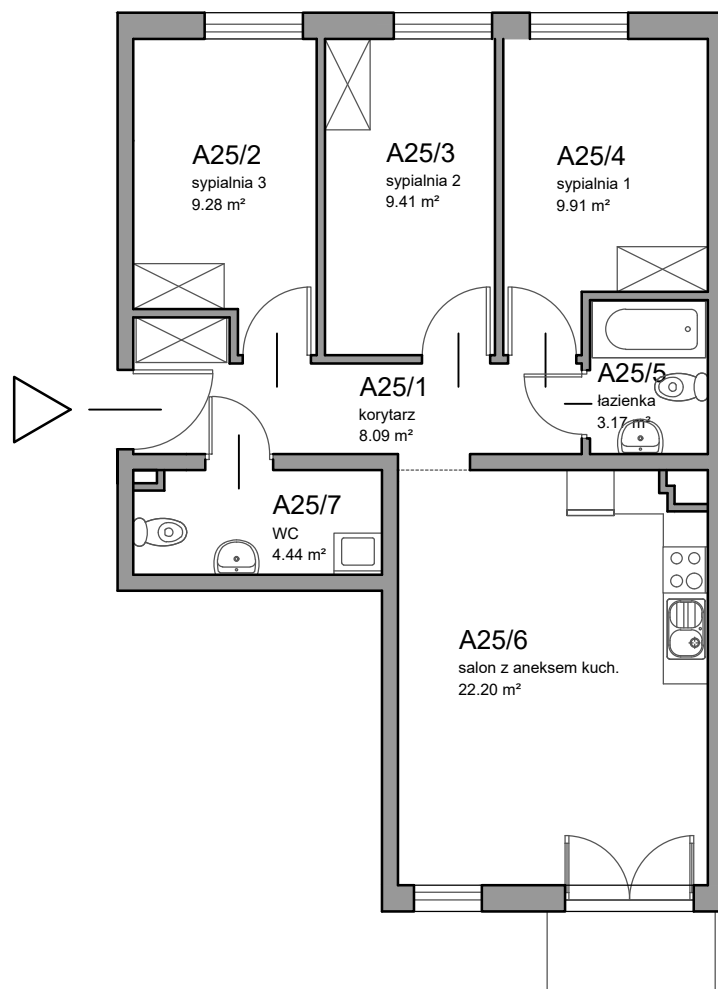 A25/2
sypialnia 3
9.28 m²
A25/3
sypialnia 2
9.41 m²
A25/4
sypialnia 1
9.91 m²
A25/1
korytarz
8.09 m²
A25/5
łazienka
3.17 m²
A25/7
WC
4.44 m²
A25/6
salon z aneksem kuch.
22.20 m²